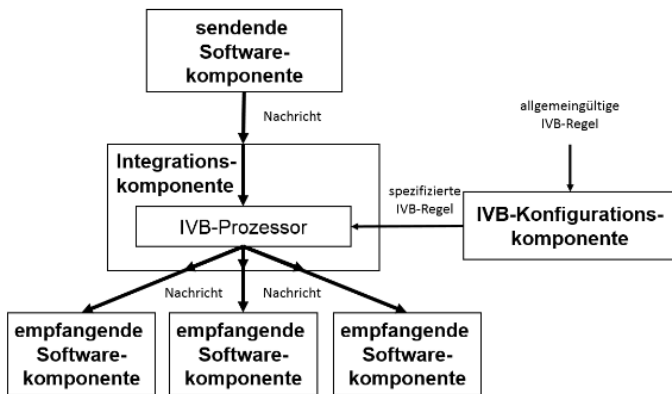 sendende
Software-
komponente
Nachricht
allgemeingültige
IVB-Regel
Integrations-
komponente
spezifizierte
IVB-Regel
IVB-Prozessor
IVB-Konfigurations-
komponente
Nachricht
Nachricht
empfangende
Software-
komponente
empfangende
Software-
komponente
empfangende
Software-
komponente